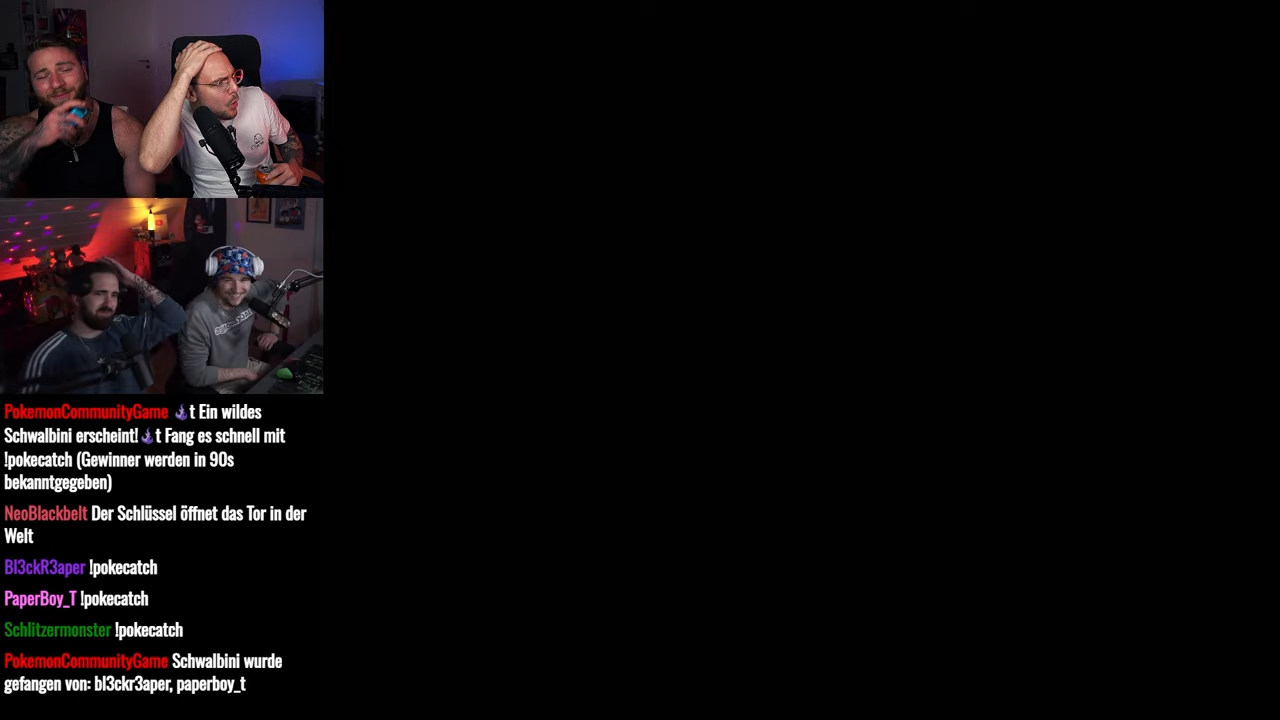 PokemonCommunityGame t Ein wildes
Schwalbini erscheint! t Fang es schnell mit
!pokecatch (Gewinner werden in 90s
bekanntgegeben)
NeoBlackbelt Der Schlüssel öffnet das Tor in der
Welt
Bl3ckR3aper !pokecatch
PaperBoy_T !pokecatch
Schlitzermonster !pokecatch
PokemonCommunityGame Schwalbini wurde
gefangen von: bl3ckr3aper, paperboy_t